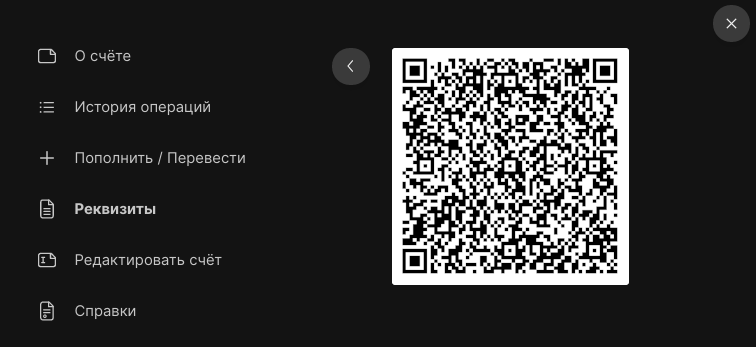 О счёте
История операций
Пополнить / Перевести
Реквизиты
Редактировать счёт
Справки